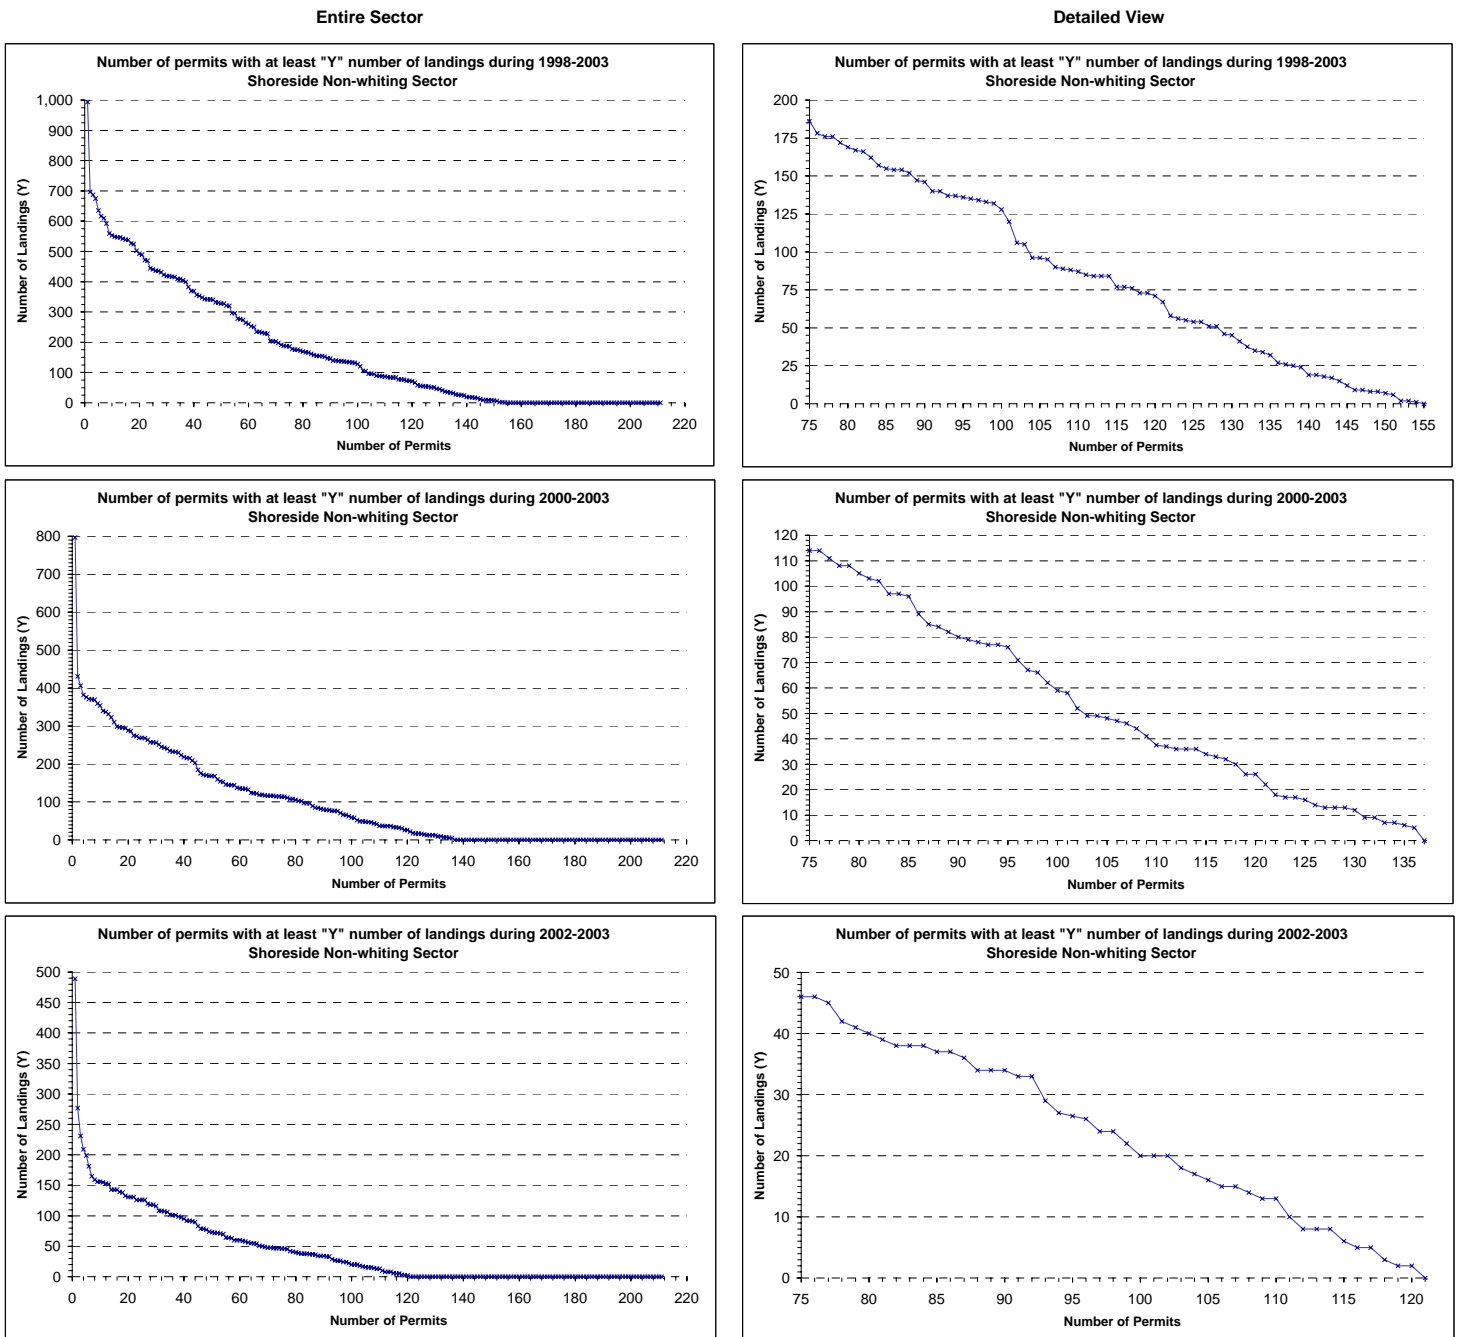 Entire Sector
Detailed View
Number of permits with at least "Y" number of landings during 1998-2003
Shoreside Non-whiting Sector
1,000
900
800
700
600
500
400
300
200
100
0
Number of Landings (Y)
0 20 40 60 80 100 120 140 160 180 200 220
Number of Permits
Number of permits with at least "Y" number of landings during 1998-2003
Shoreside Non-whiting Sector
200
175
150
125
100
75
50
25
0
Number of Landings (Y)
75 80 85 90 95 100 105 110 115 120 125 130 135 140 145 150 155
Number of Permits
Number of permits with at least "Y" number of landings during 2000-2003
Shoreside Non-whiting Sector
800
700
600
500
400
300
200
100
0
Number of Landings (Y)
0 20 40 60 80 100 120 140 160 180 200 220
Number of Permits
Number of permits with at least "Y" number of landings during 2000-2003
Shoreside Non-whiting Sector
120
110
100
90
80
70
60
50
40
30
20
10
0
Number of Landings (Y)
75 80 85 90 95 100 105 110 115 120 125 130 135
Number of Permits
Number of permits with at least "Y" number of landings during 2002-2003
Shoreside Non-whiting Sector
500
450
400
350
300
250
200
150
100
50
0
Number of Landings (Y)
0 20 40 60 80 100 120 140 160 180 200 220
Number of Permits
Number of permits with at least "Y" number of landings during 2002-2003
Shoreside Non-whiting Sector
50
40
30
20
10
0
Number of Landings (Y)
75 80 85 90 95 100 105 110 115 120
Number of Permits